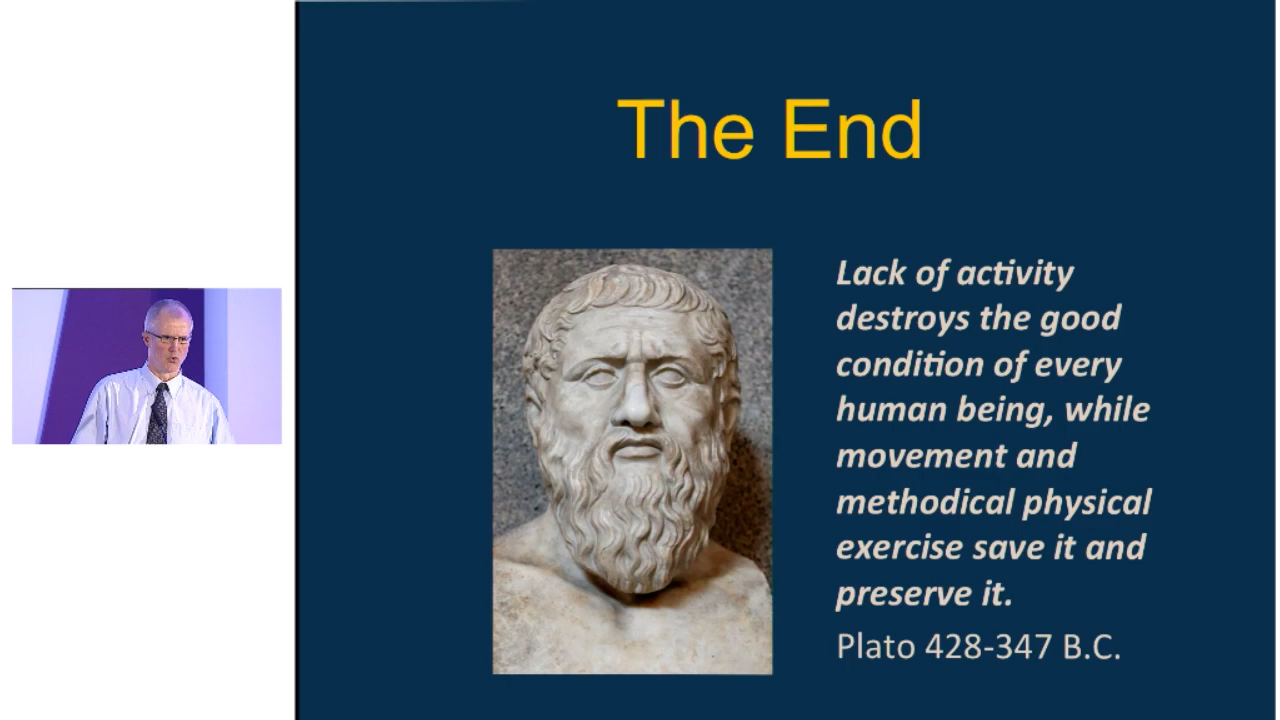 The End
Lack of activity
destroys the good
condition of every
human being, while
movement and
methodical physical
exercise save it and
preserve it.
Plato 428-347 B.C.